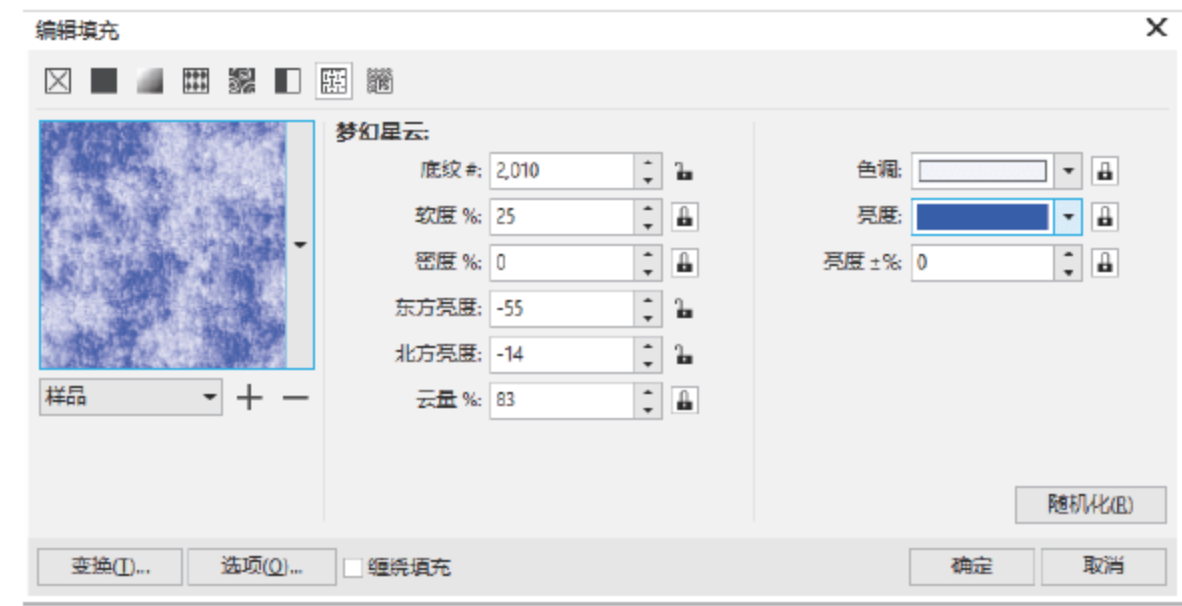 编辑填充
梦幻星云:
底纹 #: 2,010
软度 %: 25
密度 %: 0
东方亮度: -55
北方亮度: -14
云量 %: 83
色调:
亮度:
亮度 ±%: 0
样品
随机化(R)
变换(T)...
选项(O)...
缠绕填充
确定
取消